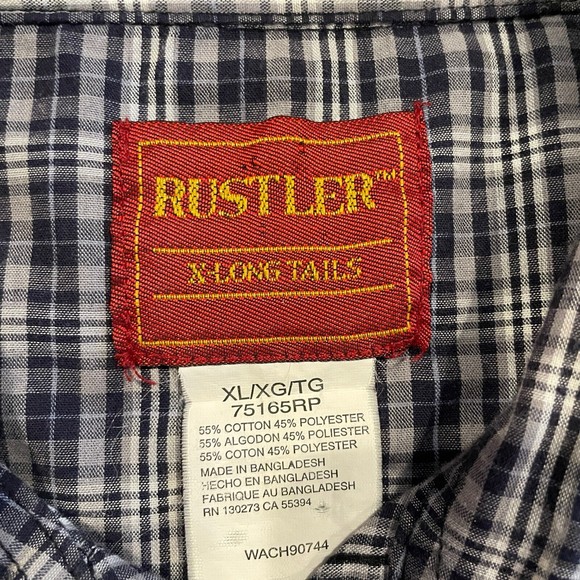 RUSTLER™
X-LONG TAILS
XL/XG/TG
75165RP
55% COTTON 45% POLYESTER
55% ALGODON 45% POLIESTER
55% COTON 45% POLYESTER
MADE IN BANGLADESH
HECHO EN BANGLADESH
FABRIQUE AU BANGLADESH
RN 130273 CA 55394
WACH90744